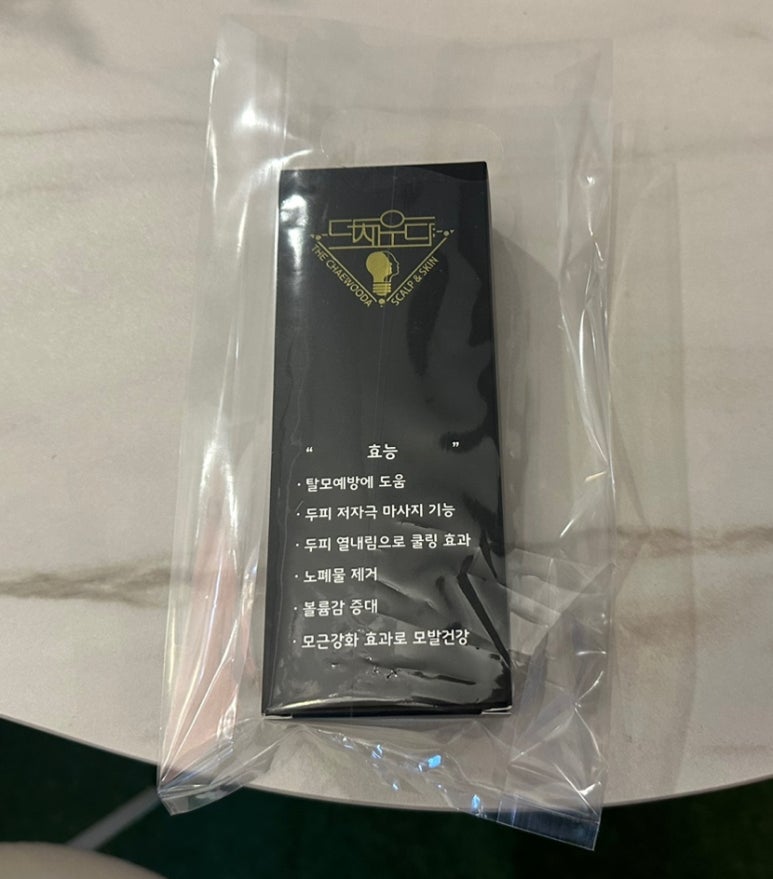 더채우다
THE CHAEWOODA
SCALP & SKIN
“ 효능 ”
· 탈모예방에 도움
· 두피 저자극 마사지 기능
· 두피 열내림으로 쿨링 효과
· 노폐물 제거
· 볼륨감 증대
· 모근강화 효과로 모발건강